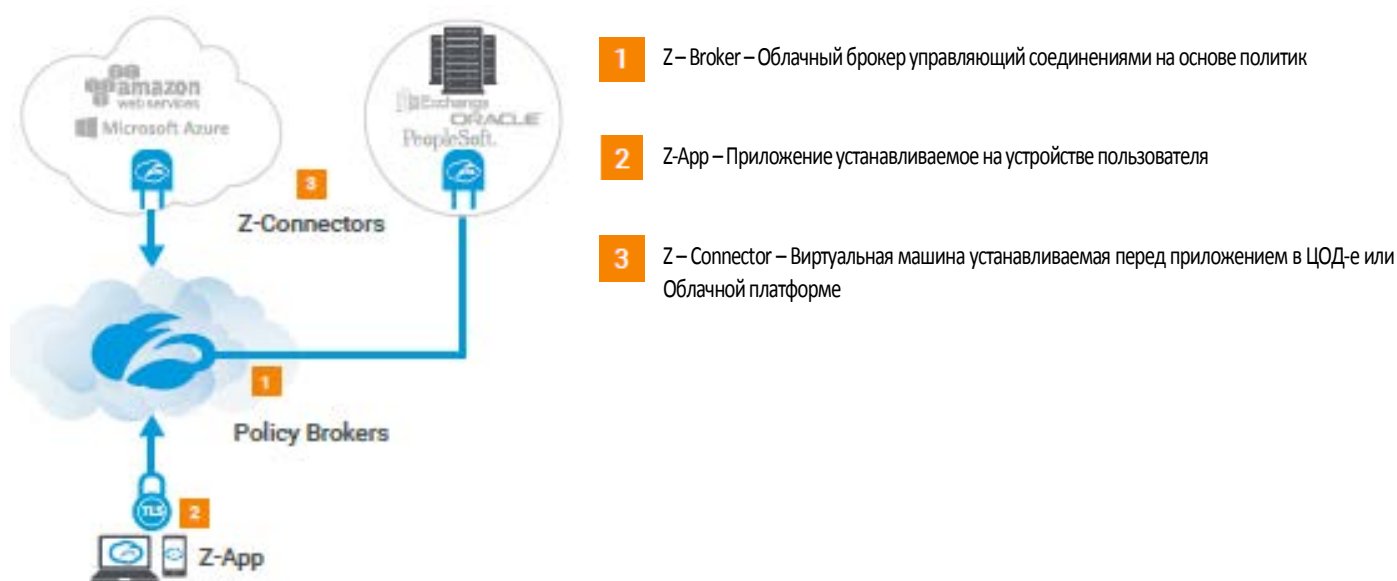 amazon
web services
Microsoft Azure
Exchange
ORACLE
PeopleSoft.
3
Z-Connectors
1
Policy Brokers
TLS
2
Z-App
1
Z – Broker – Облачный брокер управляющий соединениями на основе политик
2
Z-App – Приложение устанавливаемое на устройстве пользователя
3
Z – Connector – Виртуальная машина устанавливаемая перед приложением в ЦОД-е или
Облачной платформе